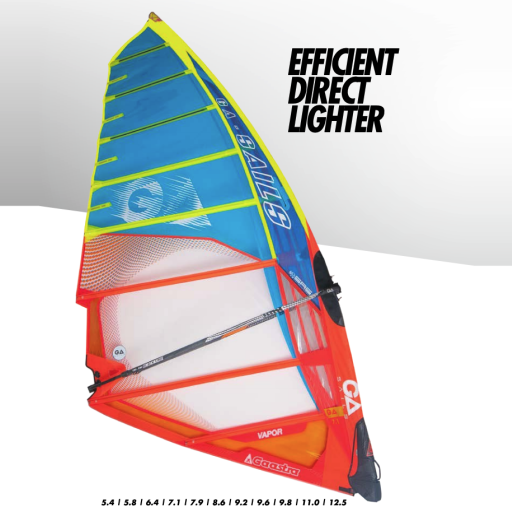 EFFICIENT
DIRECT
LIGHTER
GA-SAILS
GA
GA
VAPOR
Gaastra
5.4 | 5.8 | 6.4 | 7.1 | 7.9 | 8.6 | 9.2 | 9.6 | 9.8 | 11.0 | 12.5